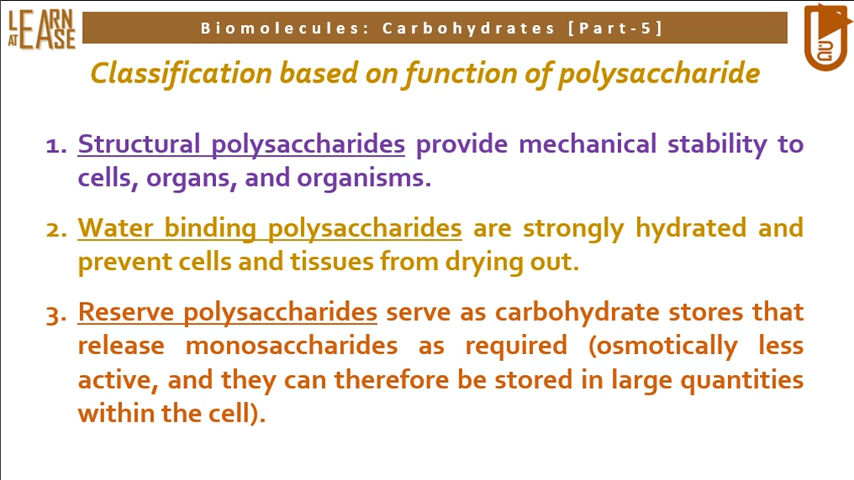 LEARN
AT EASE
Biomolecules: Carbohydrates [Part-5]
Classification based on function of polysaccharide
1. Structural polysaccharides provide mechanical stability to
cells, organs, and organisms.
2. Water binding polysaccharides are strongly hydrated and
prevent cells and tissues from drying out.
3. Reserve polysaccharides serve as carbohydrate stores that
release monosaccharides as required (osmotically less
active, and they can therefore be stored in large quantities
within the cell).